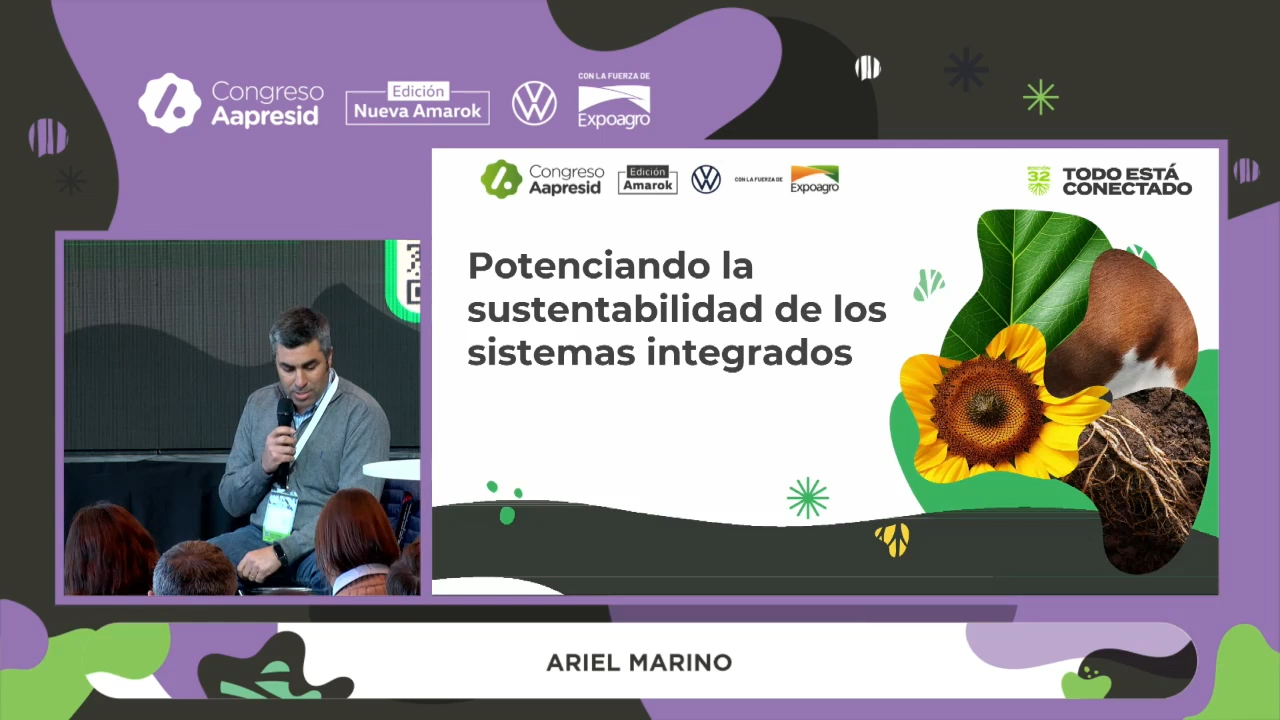 Congreso
Aapresid
Edición
Nueva Amarok
CON LA FUERZA DE
Expoagro
Congreso
Aapresid
Edición
Amarok
CON LA FUERZA DE
Expoagro
EDICIÓN
32
TODO ESTÁ
CONECTADO
Potenciando la
sustentabilidad de los
sistemas integrados
ARIEL MARINO